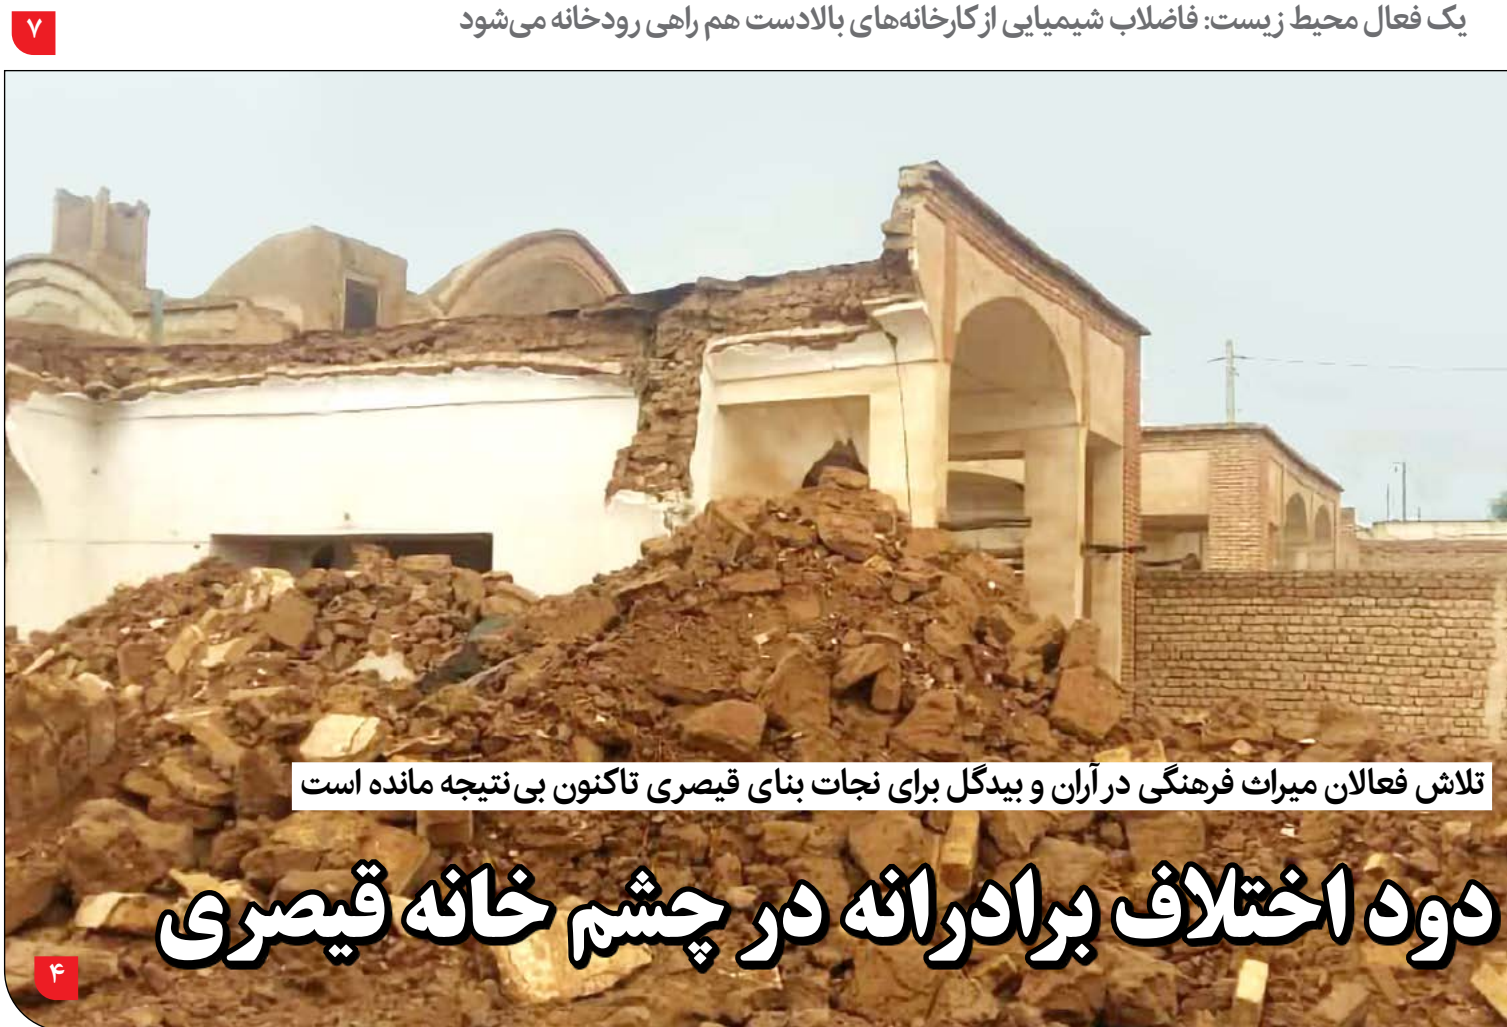 یک فعال محیط زیست: فاضلاب شیمیایی از کارخانه‌های بالادست هم راهی رودخانه می‌شود
۷
تلاش فعالان میراث فرهنگی در آران و بیدگل برای نجات بنای قیصری تاکنون بی‌نتیجه مانده است
دود اختلاف برادرانه در چشم خانه قیصری
۴